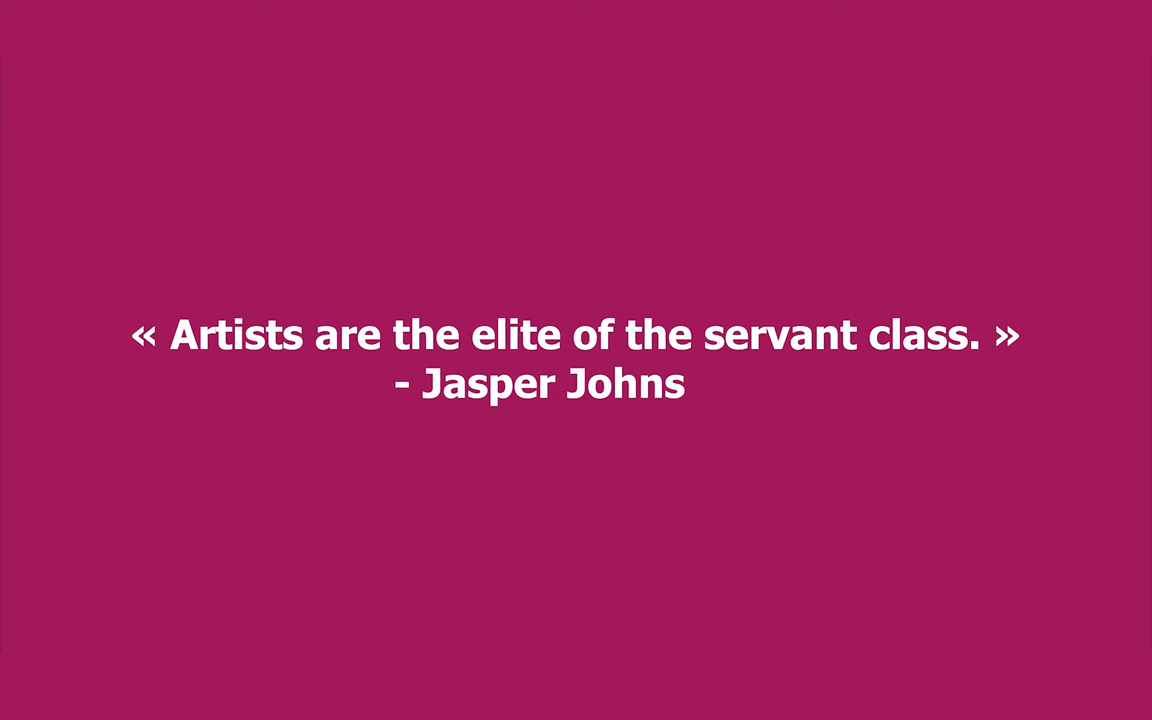 « Artists are the elite of the servant class. »
- Jasper Johns